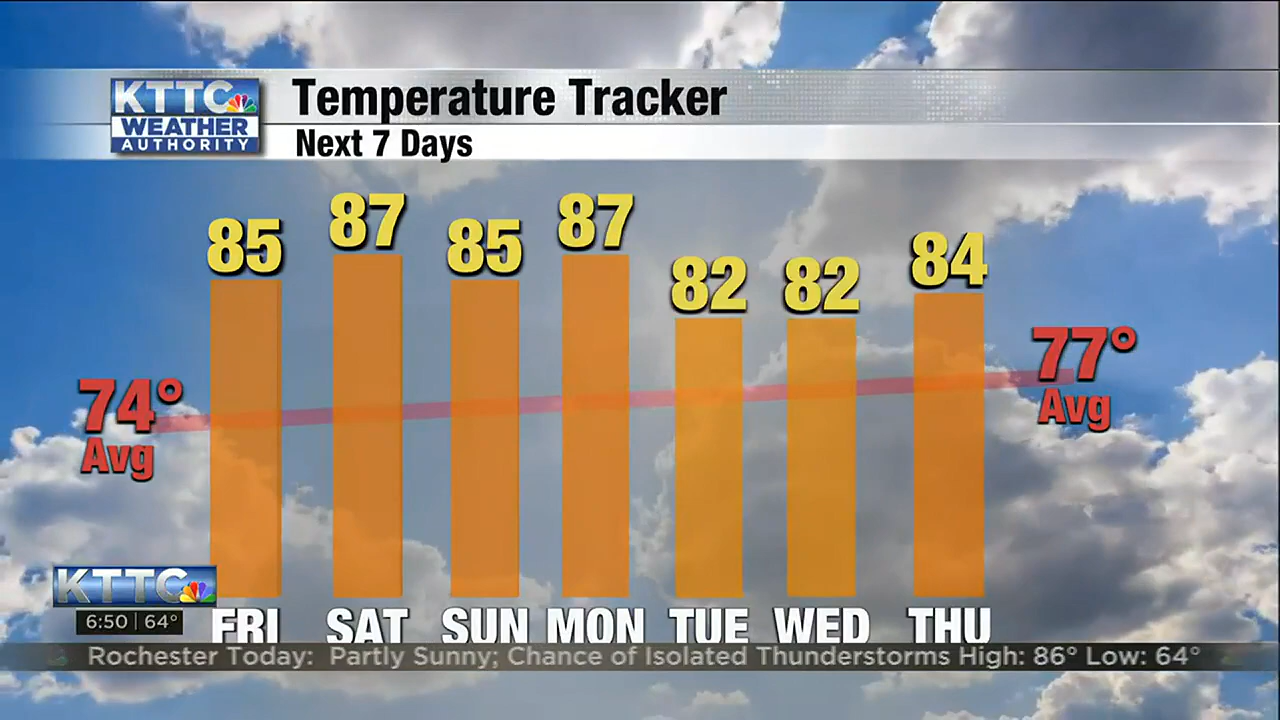 KTTC
WEATHER
AUTHORITY
Temperature Tracker
Next 7 Days
85 87 85 87 82 82 84
74°
Avg
77°
Avg
KTTC
6:50 64°
FRI SAT SUN MON TUE WED THU
Rochester Today: Partly Sunny; Chance of Isolated Thunderstorms High: 86° Low: 64°